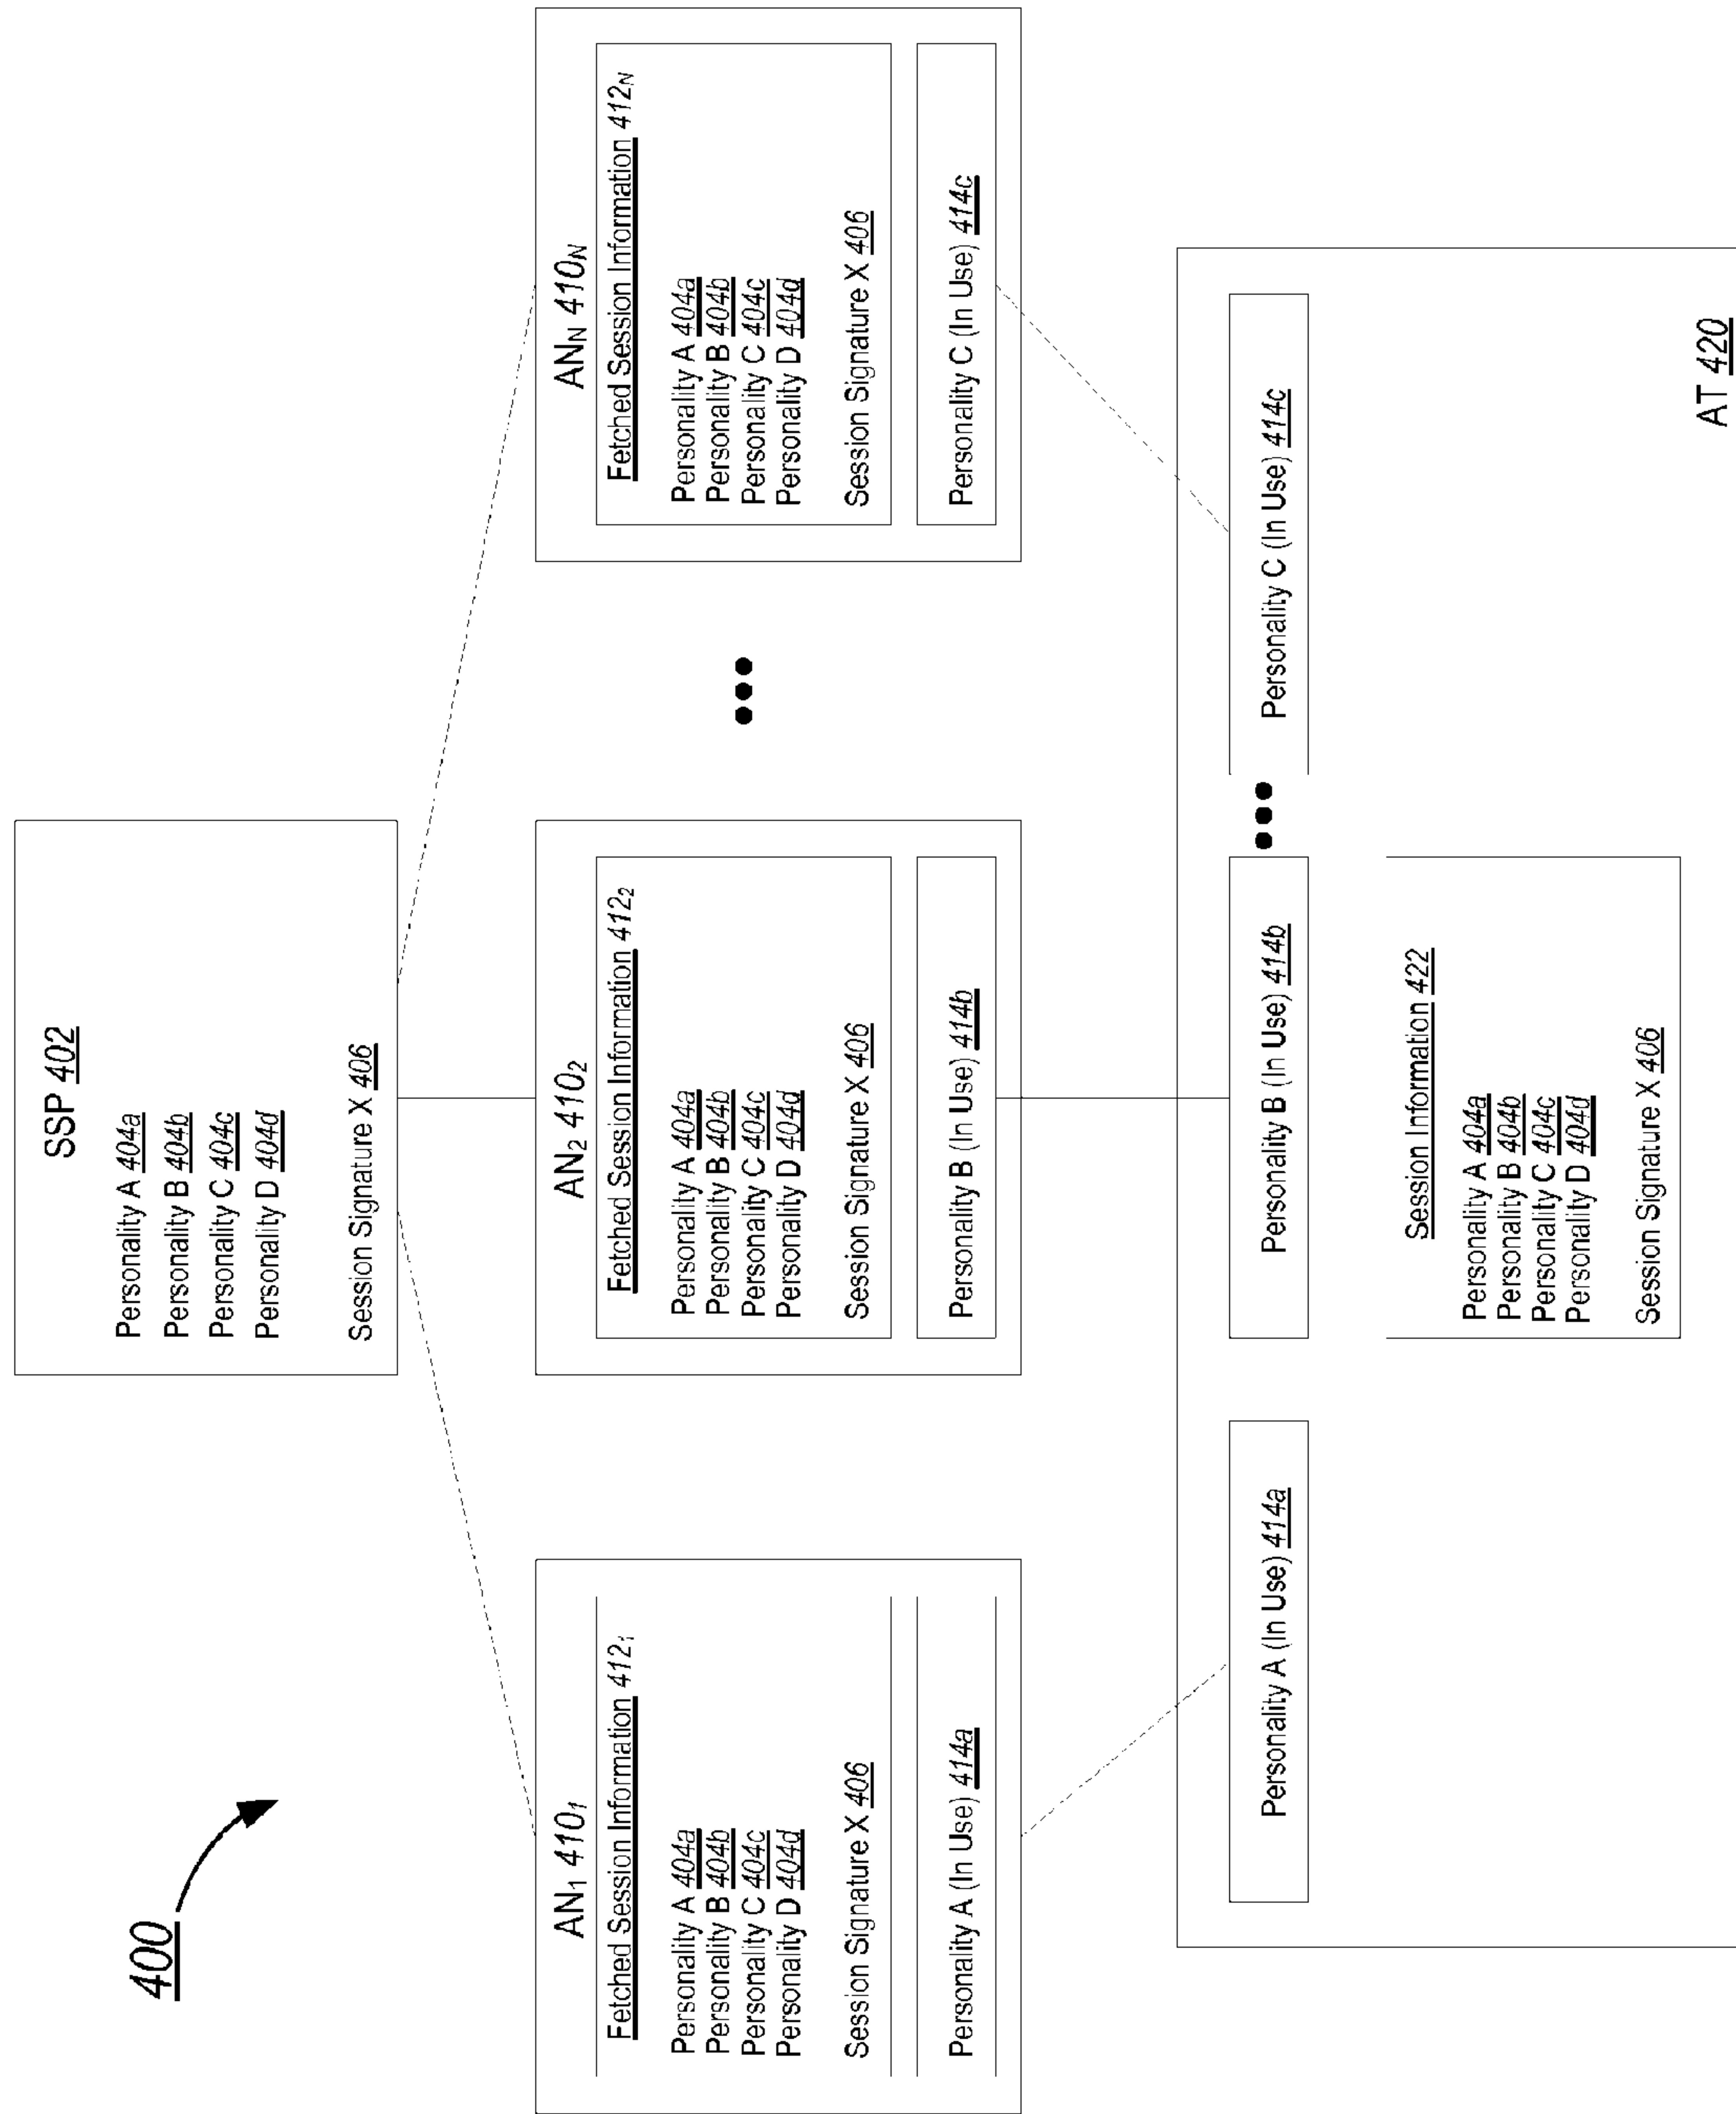 400
SSP 402
Personality A 404a
Personality B 404b
Personality C 404c
Personality D 404d
Session Signature X 406
AN₁ 410₁
Fetched Session Information 412₁
Personality A 404a
Personality B 404b
Personality C 404c
Personality D 404d
Session Signature X 406
Personality A (In Use) 414a
AN₂ 410₂
Fetched Session Information 412₂
Personality A 404a
Personality B 404b
Personality C 404c
Personality D 404d
Session Signature X 406
Personality B (In Use) 414b
•••
AN_N 410_N
Fetched Session Information 412_N
Personality A 404a
Personality B 404b
Personality C 404c
Personality D 404d
Session Signature X 406
Personality C (In Use) 414c
Personality A (In Use) 414a
Personality B (In Use) 414b
•••
Personality C (In Use) 414c
Session Information 422
Personality A 404a
Personality B 404b
Personality C 404c
Personality D 404d
Session Signature X 406
AT 420